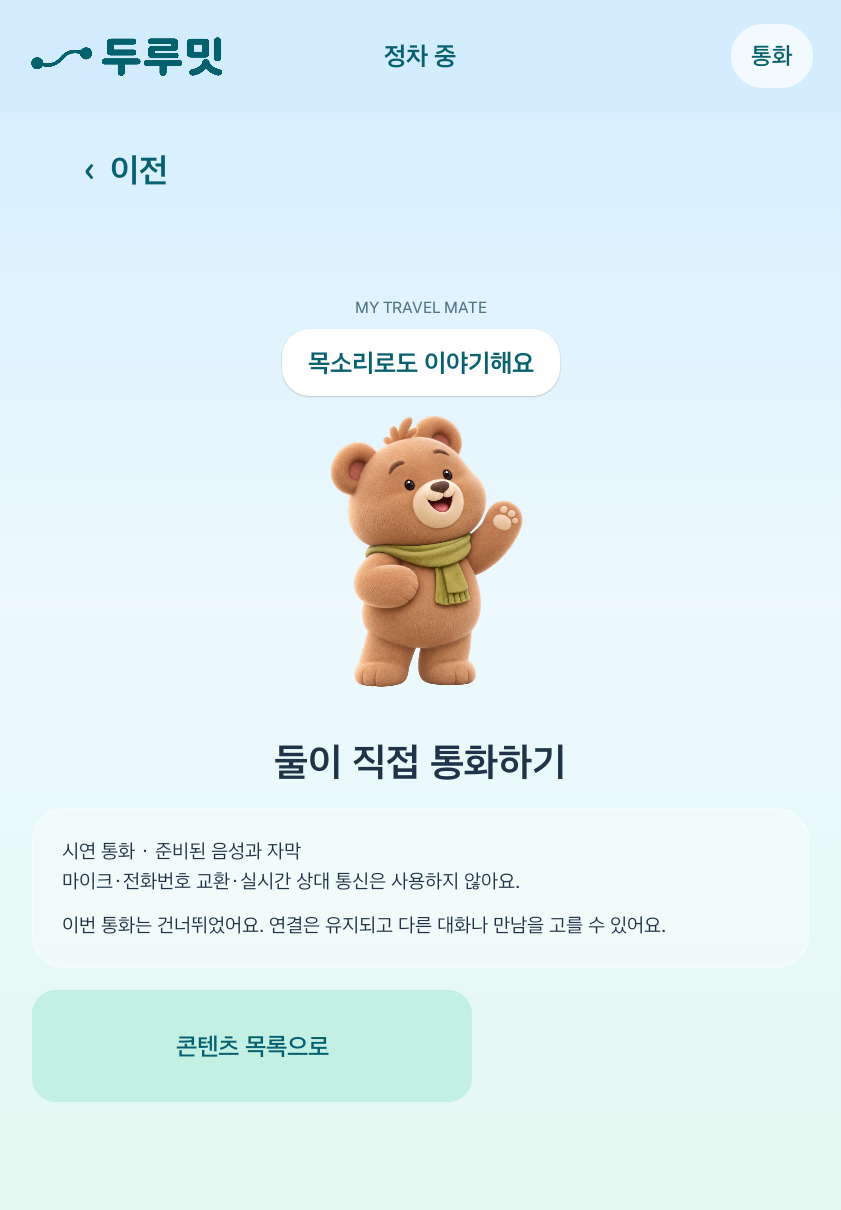 두루밋
정차 중
통화
‹ 이전
MY TRAVEL MATE
목소리로도 이야기해요
둘이 직접 통화하기
시연 통화 · 준비된 음성과 자막
마이크·전화번호 교환·실시간 상대 통신은 사용하지 않아요.
이번 통화는 건너뛰었어요. 연결은 유지되고 다른 대화나 만남을 고를 수 있어요.
콘텐츠 목록으로